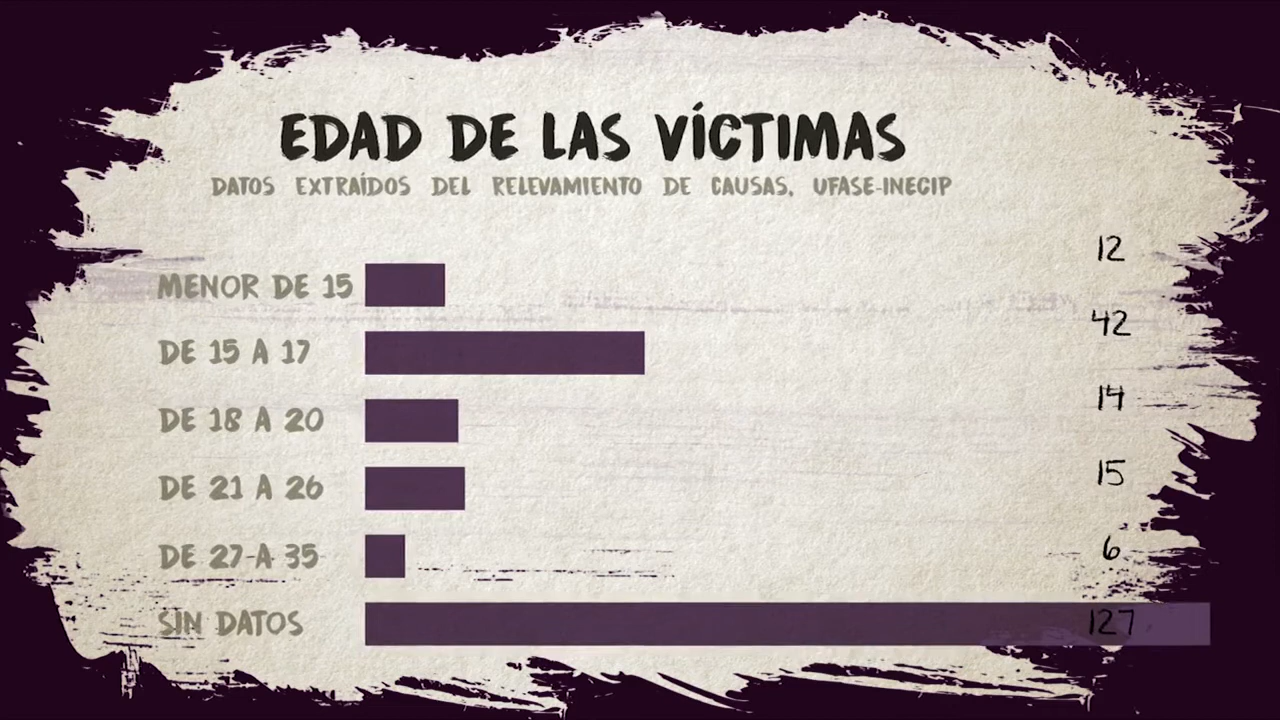 EDAD DE LAS VÍCTIMAS
DATOS EXTRAÍDOS DEL RELEVAMIENTO DE CAUSAS, UFASE-INECIP
12
MENOR DE 15
42
DE 15 A 17
14
DE 18 A 20
15
DE 21 A 26
6
DE 27 A 35
SIN DATOS 127